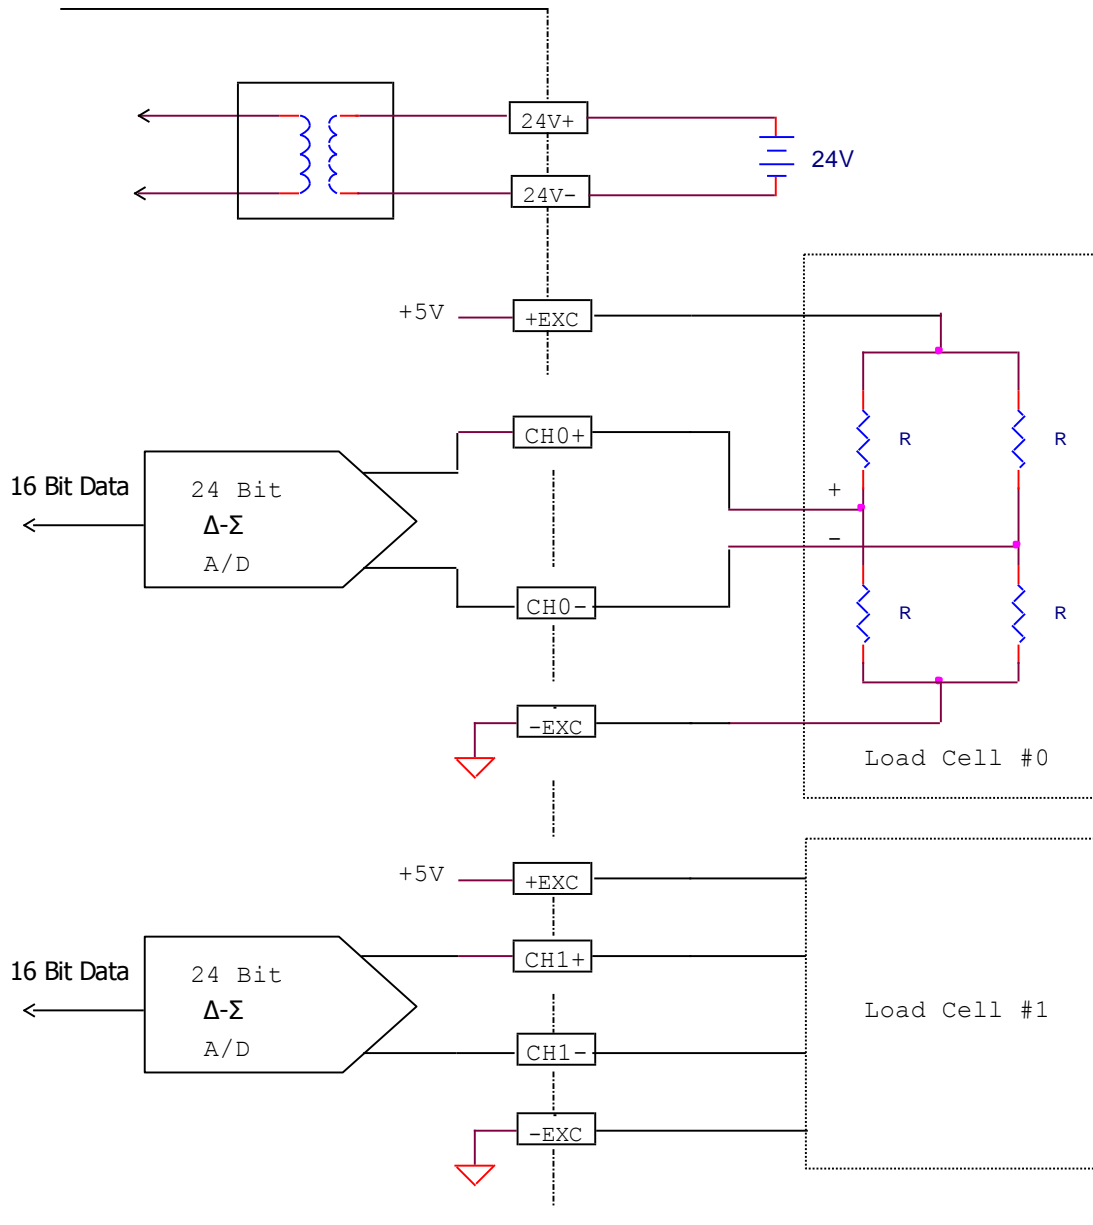 24V+
24V
24V-
+5V
+EXC
CH0+
R
R
16 Bit Data
24 Bit
Δ-Σ
A/D
+
-
CH0-
R
R
-EXC
Load Cell #0
+5V
+EXC
CH1+
16 Bit Data
24 Bit
Δ-Σ
A/D
Load Cell #1
CH1-
-EXC